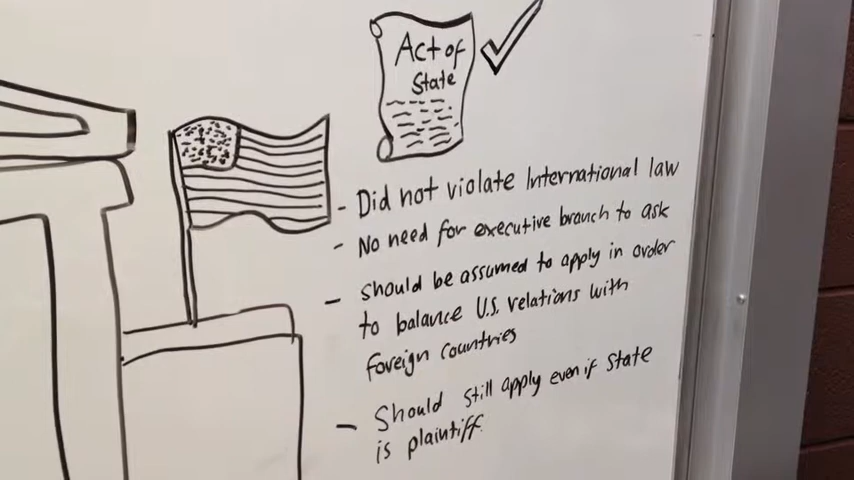 Act of
State
- Did not violate International law
- No need for executive branch to ask
- Should be assumed to apply in order
to balance U.S. relations with
foreign countries
- Should still apply even if state
is plaintiff.